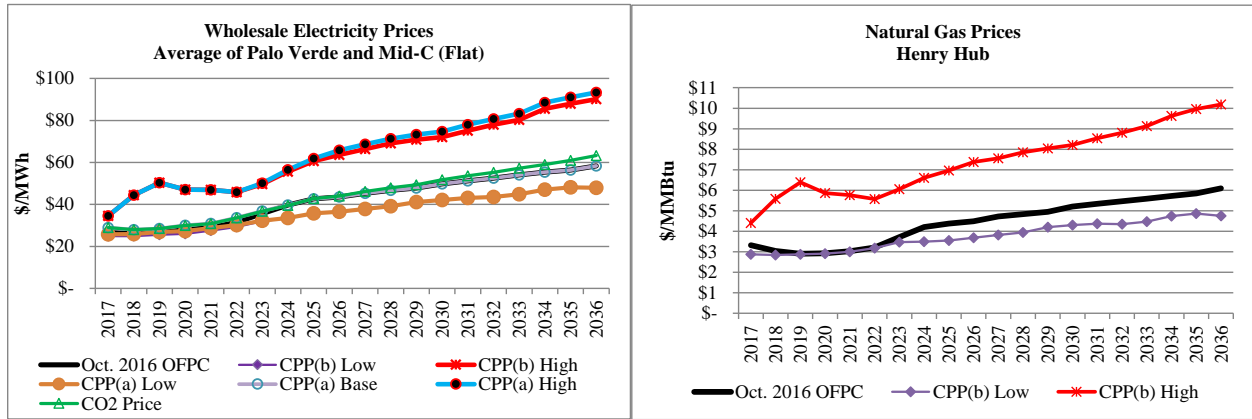 Wholesale Electricity Prices
Average of Palo Verde and Mid-C (Flat)
$/MWh
$100
$80
$60
$40
$20
$-
2017 2018 2019 2020 2021 2022 2023 2024 2025 2026 2027 2028 2029 2030 2031 2032 2033 2034 2035 2036
Oct. 2016 OFPC CPP(b) Low CPP(b) High
CPP(a) Low CPP(a) Base CPP(a) High
CO2 Price
Natural Gas Prices
Henry Hub
$/MMBtu
$11
$10
$9
$8
$7
$6
$5
$4
$3
$2
$1
$-
2017 2018 2019 2020 2021 2022 2023 2024 2025 2026 2027 2028 2029 2030 2031 2032 2033 2034 2035 2036
Oct. 2016 OFPC CPP(b) Low CPP(b) High